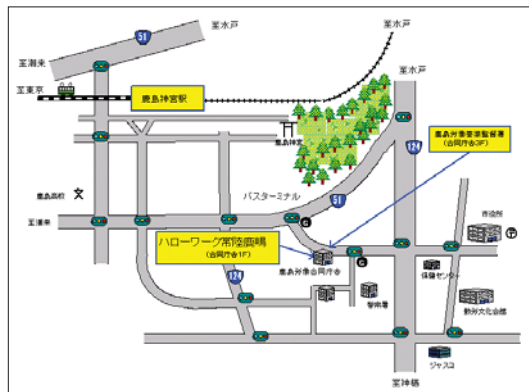 至水戸
51
至水戸
至潮来
至水戸
至東京
鹿島神宮駅
鹿島労働基準監督署
(合同庁舎3F)
鹿島神宮
124
鹿島高校
文
バスターミナル
51
至潮来
市役所
ハローワーク常陸鹿嶋
(合同庁舎1F)
鹿島労働合同庁舎
保健センター
124
警察署
勤労文化会館
ジャスコ
至神栖